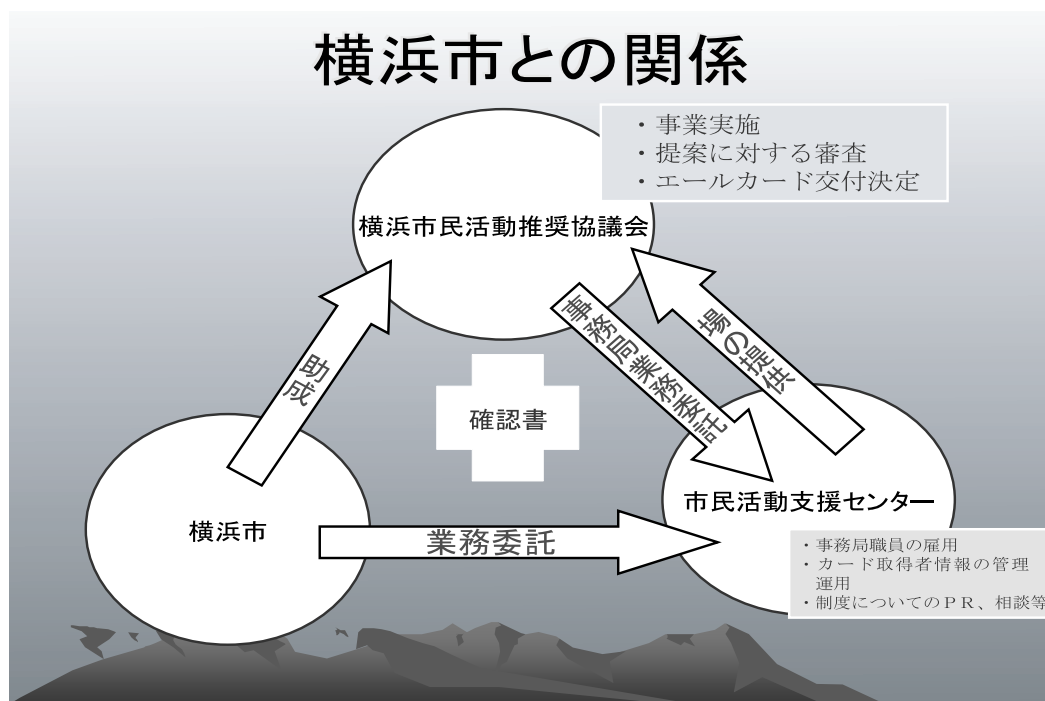 横浜市との関係
・事業実施
・提案に対する審査
・エールカード交付決定
横浜市民活動推奨協議会
助成
事務局業務委託
場の提供
確認書
横浜市
業務委託
市民活動支援センター
・事務局職員の雇用
・カード取得者情報の管理
運用
・制度についてのＰＲ、相談等